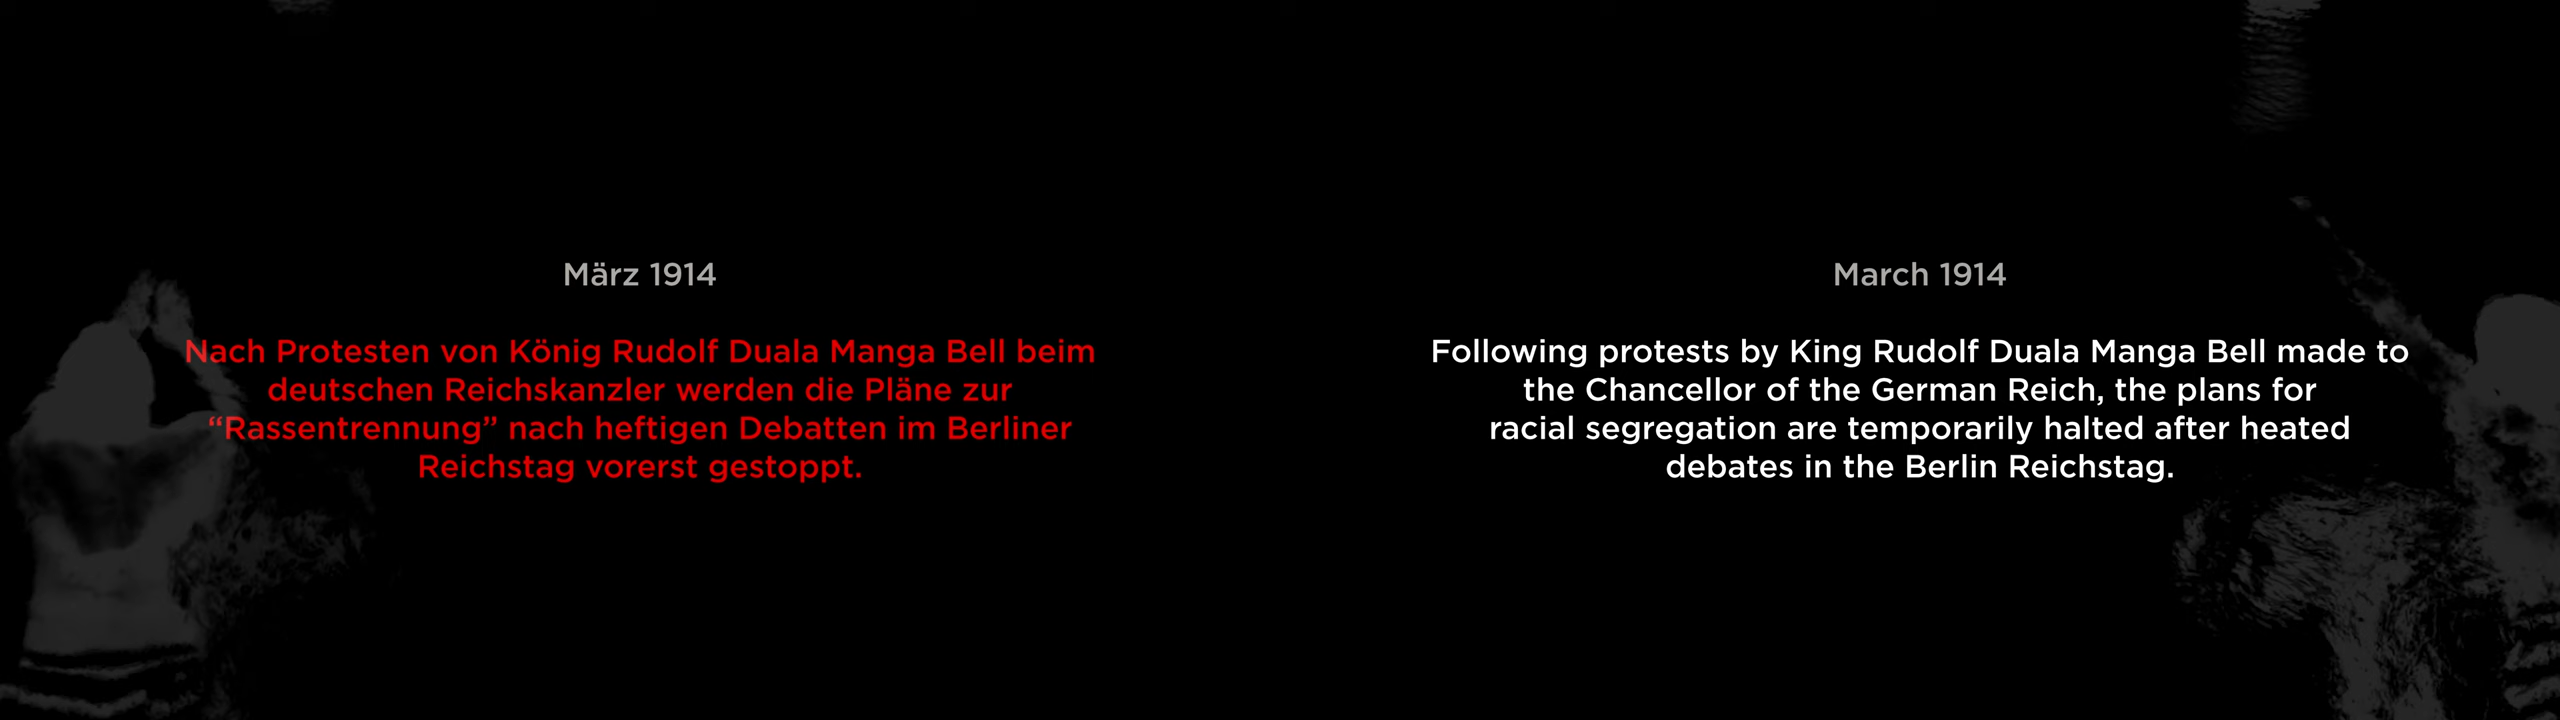 März 1914
Nach Protesten von König Rudolf Duala Manga Bell beim
deutschen Reichskanzler werden die Pläne zur
“Rassentrennung” nach heftigen Debatten im Berliner
Reichstag vorerst gestoppt.
March 1914
Following protests by King Rudolf Duala Manga Bell made to
the Chancellor of the German Reich, the plans for
racial segregation are temporarily halted after heated
debates in the Berlin Reichstag.